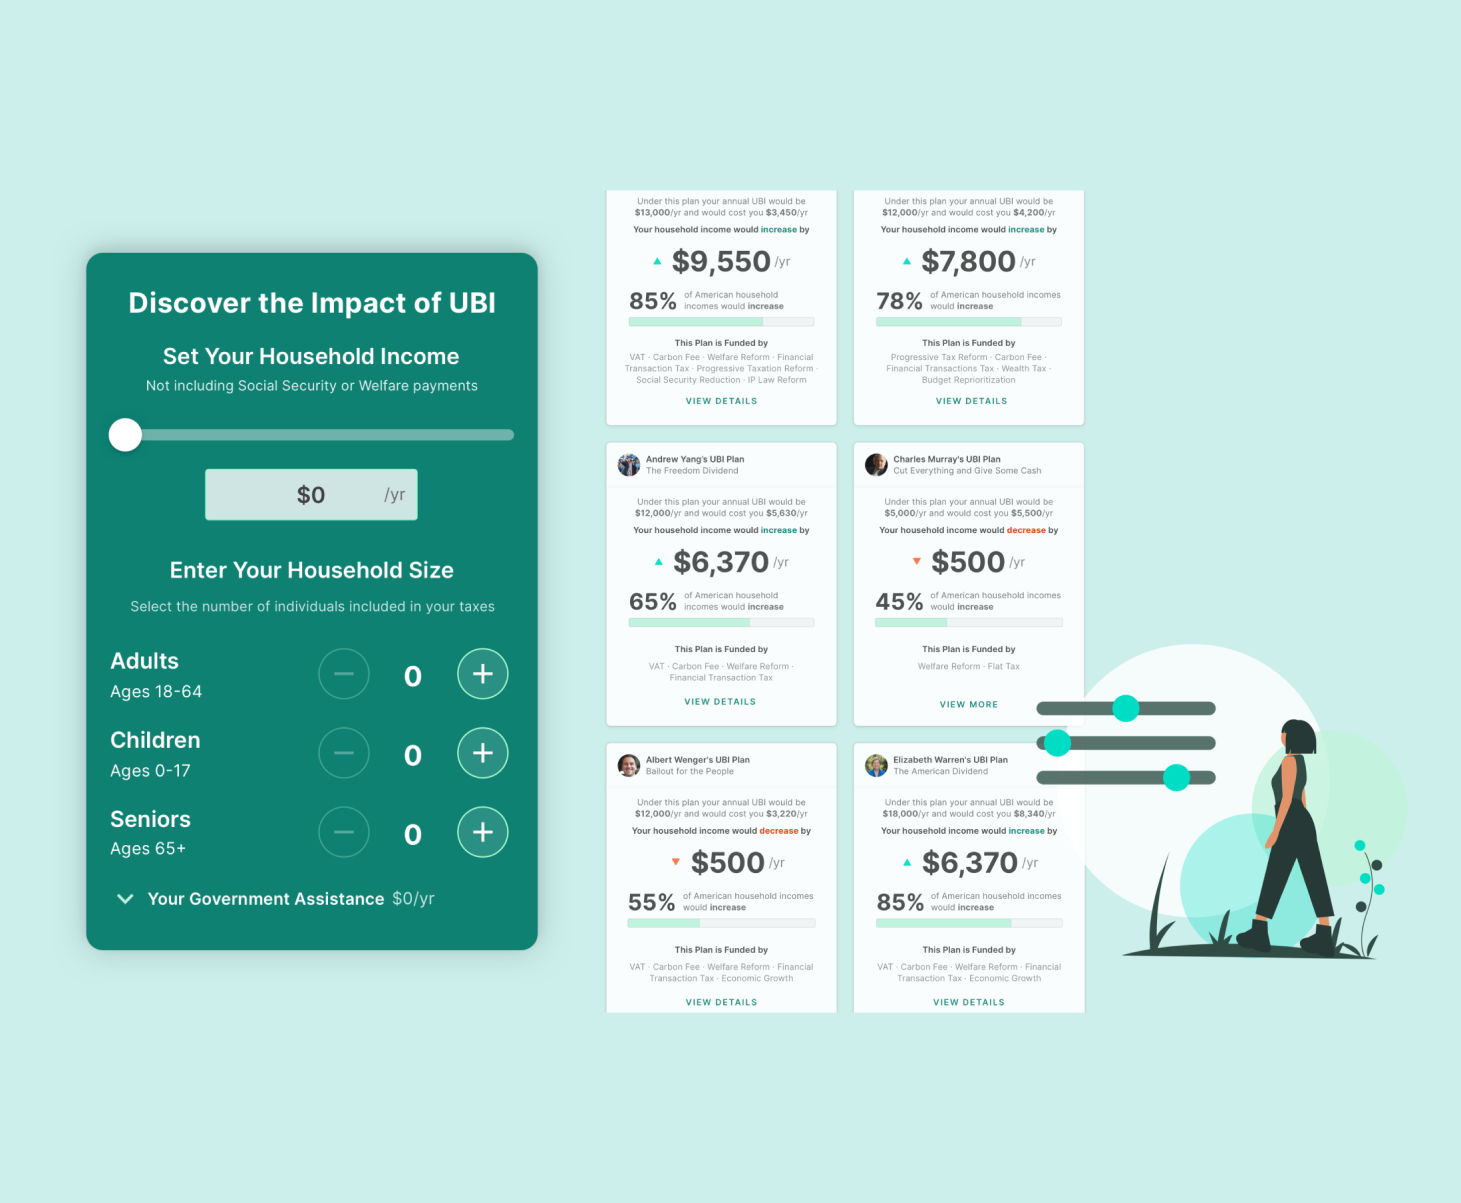 Discover the Impact of UBI
Set Your Household Income
Not including Social Security or Welfare payments
$0 /yr
Enter Your Household Size
Select the number of individuals included in your taxes
Adults
Ages 18-64
0
Children
Ages 0-17
0
Seniors
Ages 65+
0
Your Government Assistance $0/yr
Under this plan your annual UBI would be
$13,000/yr and would cost you $3,450/yr
Your household income would increase by
$9,550 /yr
85%
of American household
incomes would increase
This Plan is Funded by
VAT · Carbon Fee · Welfare Reform · Financial
Transaction Tax · Progressive Taxation Reform ·
Social Security Reduction · IP Law Reform
VIEW DETAILS
Under this plan your annual UBI would be
$12,000/yr and would cost you $4,200/yr
Your household income would increase by
$7,800 /yr
78%
of American household incomes
would increase
This Plan is Funded by
Progressive Tax Reform · Carbon Fee ·
Financial Transactions Tax · Wealth Tax ·
Budget Reprioritization
VIEW DETAILS
Andrew Yang's UBI Plan
The Freedom Dividend
Under this plan your annual UBI would be
$12,000/yr and would cost you $5,630/yr
Your household income would increase by
$6,370 /yr
65%
of American household
incomes would increase
This Plan is Funded by
VAT · Carbon Fee · Welfare Reform ·
Financial Transaction Tax
VIEW DETAILS
Charles Murray's UBI Plan
Cut Everything and Give Some Cash
Under this plan your annual UBI would be
$5,000/yr and would cost you $5,500/yr
Your household income would decrease by
$500 /yr
45%
of American household incomes
would increase
This Plan is Funded by
Welfare Reform · Flat Tax
VIEW MORE
Albert Wenger's UBI Plan
Bailout for the People
Under this plan your annual UBI would be
$12,000/yr and would cost you $3,220/yr
Your household income would decrease by
$500 /yr
55%
of American household incomes
would increase
This Plan is Funded by
VAT · Carbon Fee · Welfare Reform · Financial
Transaction Tax · Economic Growth
VIEW DETAILS
Elizabeth Warren's UBI Plan
The American Dividend
Under this plan your annual UBI would be
$18,000/yr and would cost you $8,340/yr
Your household income would increase by
$6,370 /yr
85%
of American household incomes
would increase
This Plan is Funded by
VAT · Carbon Fee · Welfare Reform · Financial
Transaction Tax · Economic Growth
VIEW DETAILS